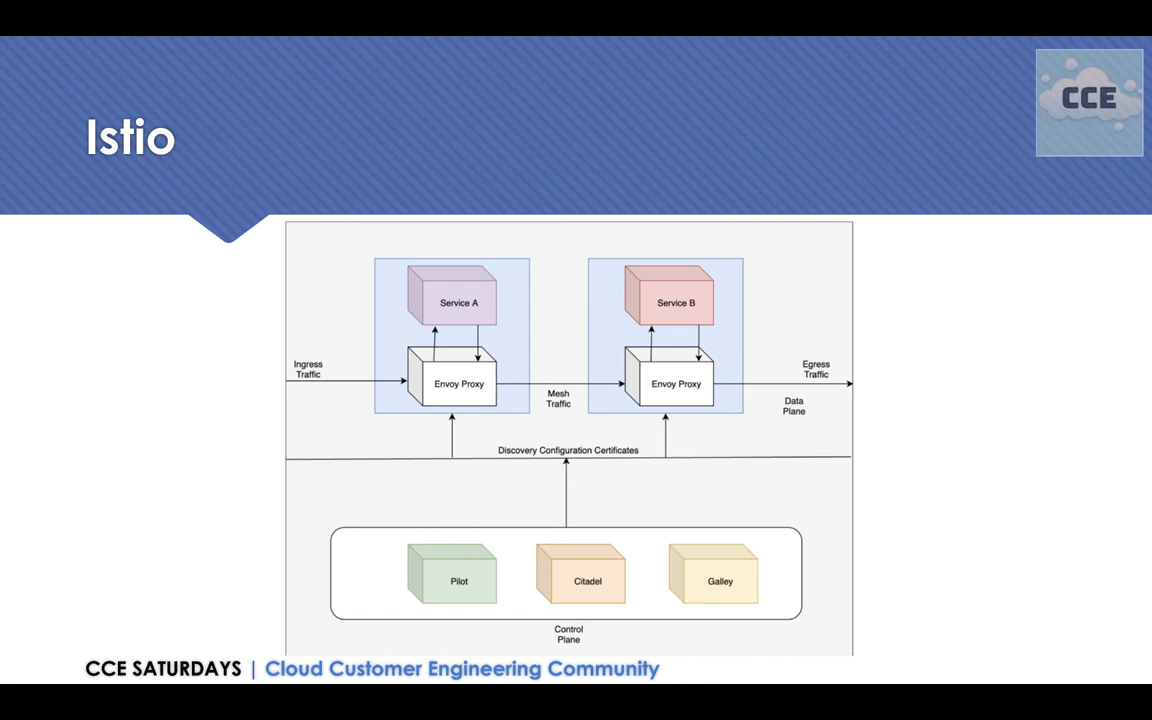 CCE
Istio
Service A
Service B
Ingress
Traffic
Envoy Proxy
Mesh
Traffic
Envoy Proxy
Egress
Traffic
Data
Plane
Discovery Configuration Certificates
Pilot
Citadel
Galley
Control
Plane
CCE SATURDAYS | Cloud Customer Engineering Community